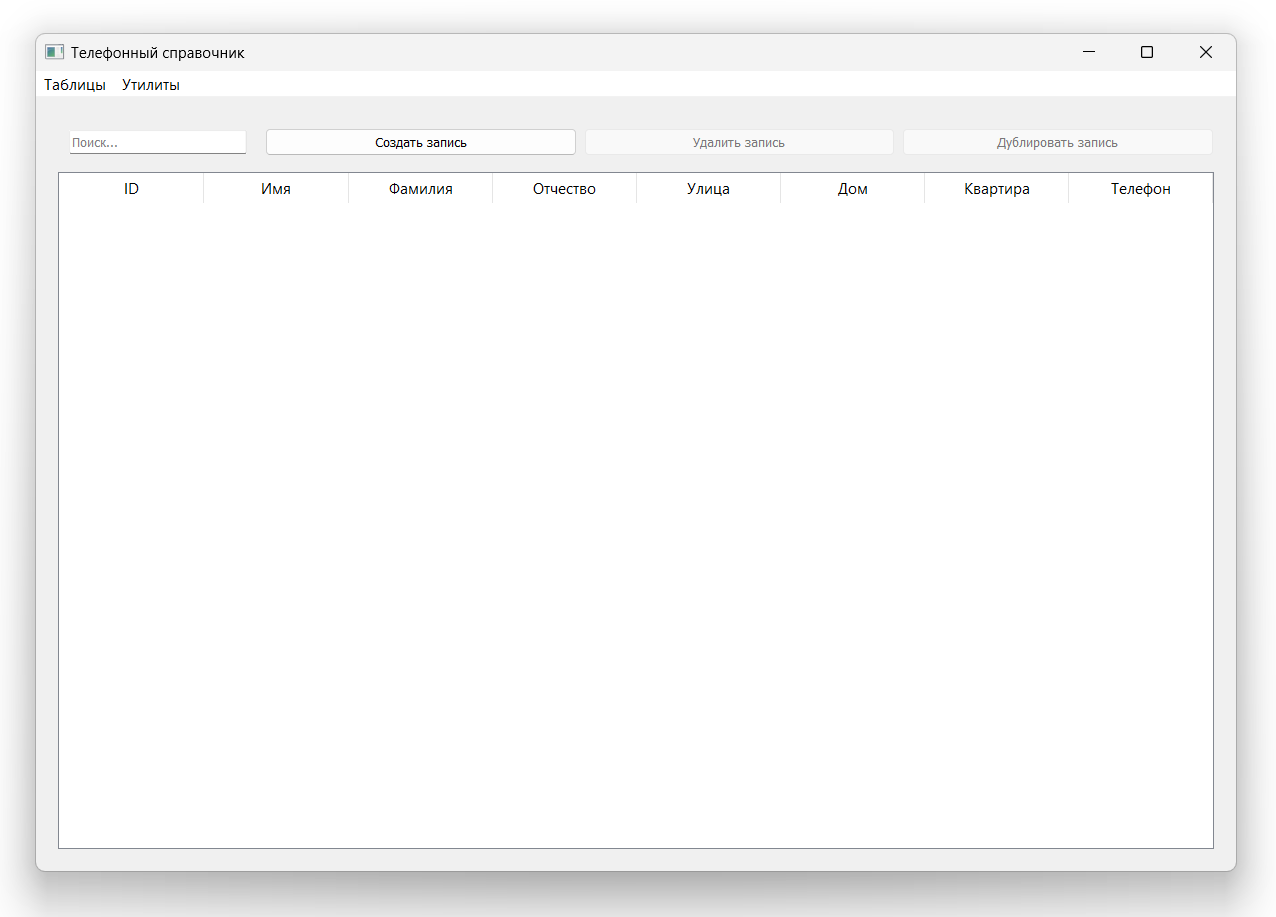 Телефонный справочник
Таблицы Утилиты
Поиск... Создать запись Удалить запись Дублировать запись
ID Имя Фамилия Отчество Улица Дом Квартира Телефон